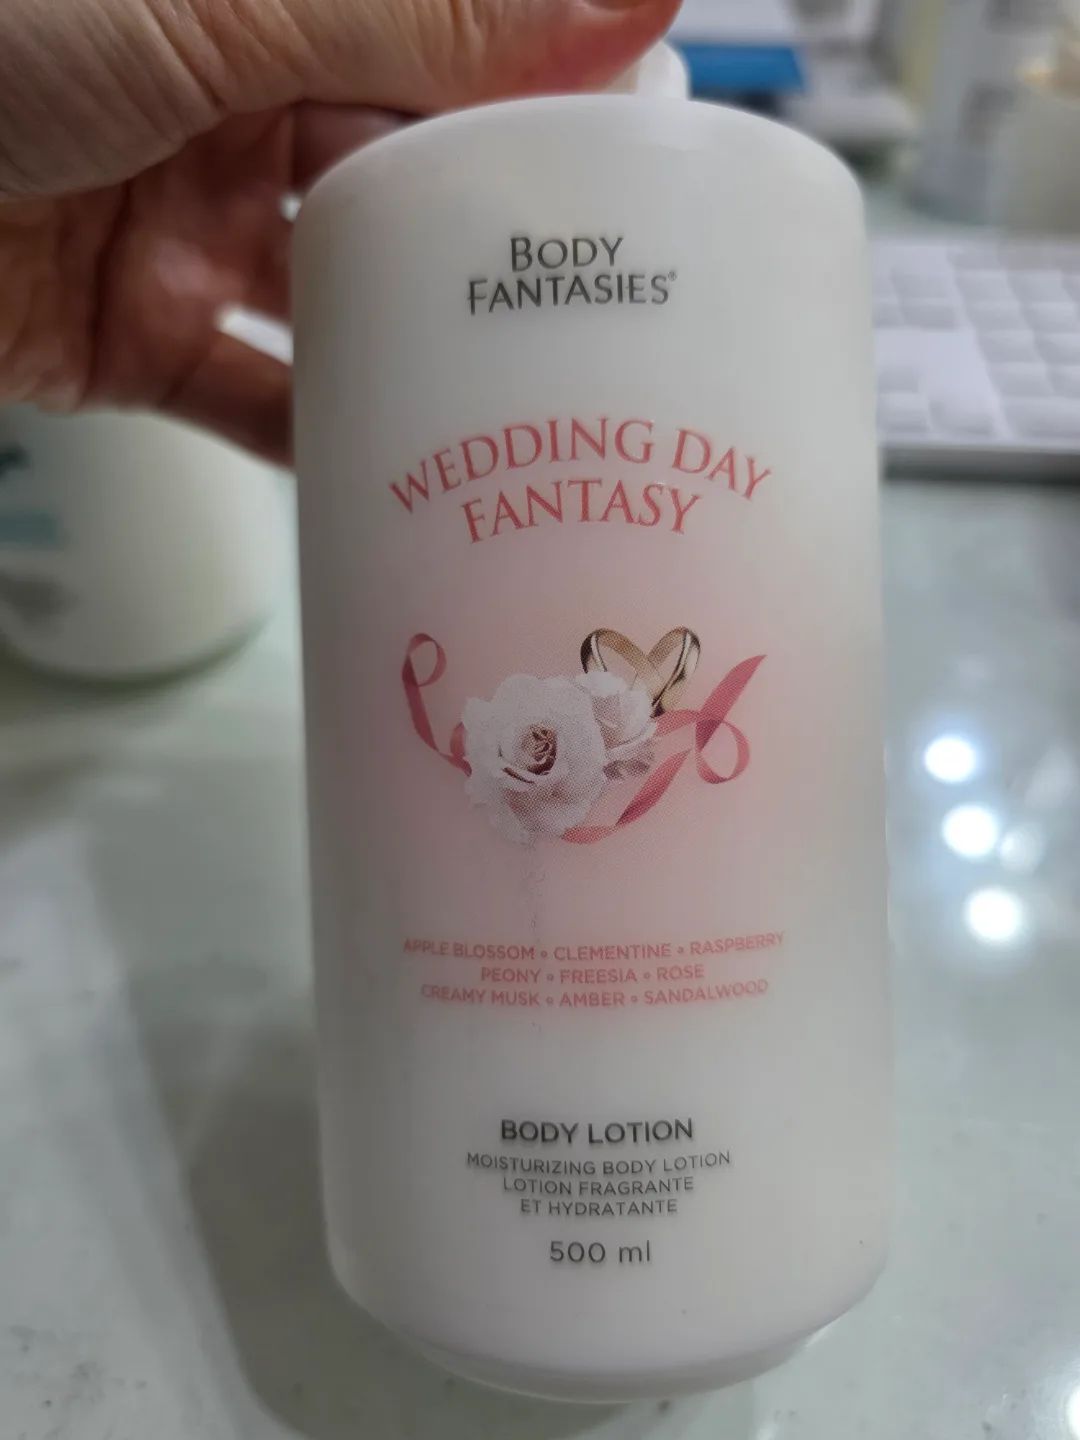 BODY
FANTASIES®
WEDDING DAY
FANTASY
APPLE BLOSSOM • CLEMENTINE • RASPBERRY
PEONY • FREESIA • ROSE
CREAMY MUSK • AMBER • SANDALWOOD
BODY LOTION
MOISTURIZING BODY LOTION
LOTION FRAGRANTE
ET HYDRATANTE
500 ml